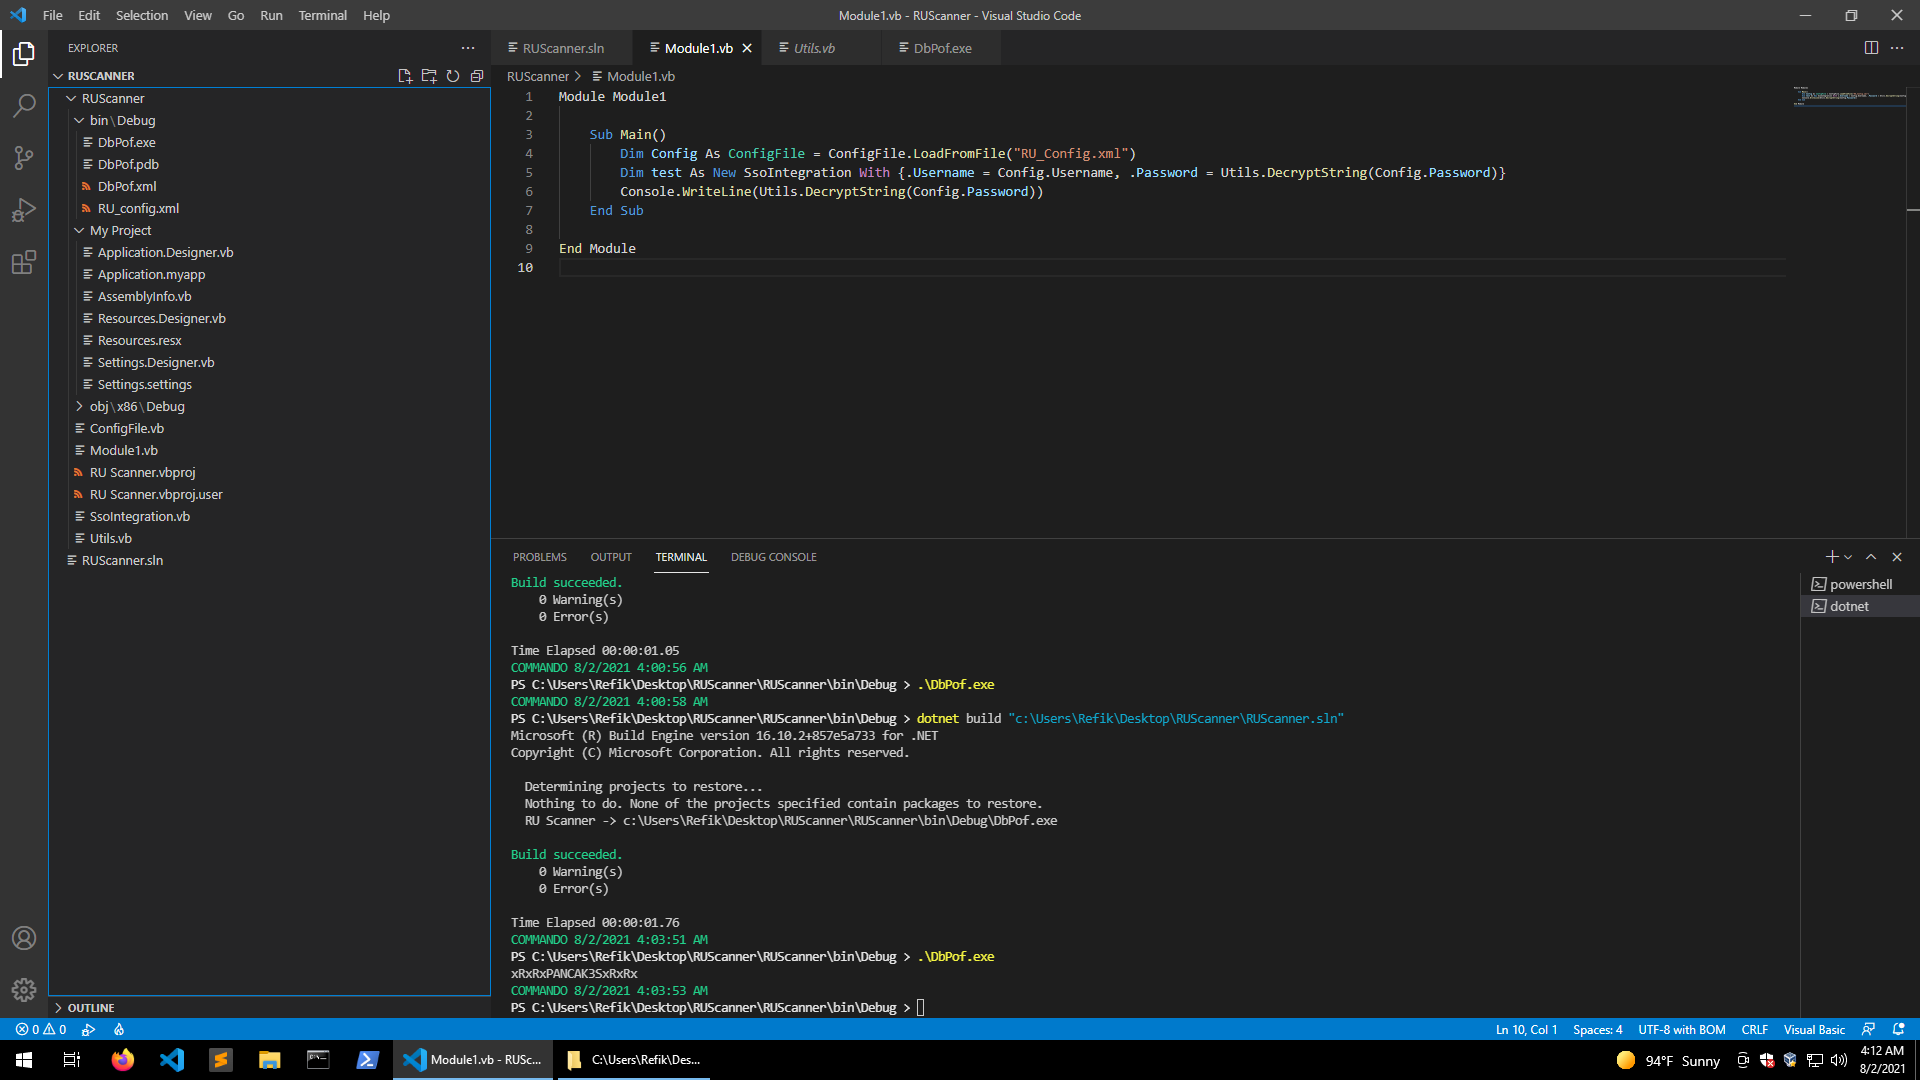 File Edit Selection View Go Run Terminal Help
Module1.vb - RUScanner - Visual Studio Code
EXPLORER
RUSCANNER
RUScanner
bin\Debug
DbPof.exe
DbPof.pdb
DbPof.xml
RU_config.xml
My Project
Application.Designer.vb
Application.myapp
AssemblyInfo.vb
Resources.Designer.vb
Resources.resx
Settings.Designer.vb
Settings.settings
obj\x86\Debug
ConfigFile.vb
Module1.vb
RU Scanner.vbproj
RU Scanner.vbproj.user
SsoIntegration.vb
Utils.vb
RUScanner.sln
OUTLINE
RUScanner.sln Module1.vb Utils.vb DbPof.exe
RUScanner > Module1.vb
1 Module Module1
2
3 Sub Main()
4 Dim Config As ConfigFile = ConfigFile.LoadFromFile("RU_Config.xml")
5 Dim test As New SsoIntegration With {.Username = Config.Username, .Password = Utils.DecryptString(Config.Password)}
6 Console.WriteLine(Utils.DecryptString(Config.Password))
7 End Sub
8
9 End Module
10
PROBLEMS OUTPUT TERMINAL DEBUG CONSOLE
powershell
dotnet
Build succeeded.
0 Warning(s)
0 Error(s)
Time Elapsed 00:00:01.05
COMMANDO 8/2/2021 4:00:56 AM
PS C:\Users\Refik\Desktop\RUScanner\RUScanner\bin\Debug > .\DbPof.exe
COMMANDO 8/2/2021 4:00:58 AM
PS C:\Users\Refik\Desktop\RUScanner\RUScanner\bin\Debug > dotnet build "c:\Users\Refik\Desktop\RUScanner\RUScanner.sln"
Microsoft (R) Build Engine version 16.10.2+857e5a733 for .NET
Copyright (C) Microsoft Corporation. All rights reserved.
Determining projects to restore...
Nothing to do. None of the projects specified contain packages to restore.
RU Scanner -> c:\Users\Refik\Desktop\RUScanner\RUScanner\bin\Debug\DbPof.exe
Build succeeded.
0 Warning(s)
0 Error(s)
Time Elapsed 00:00:01.76
COMMANDO 8/2/2021 4:03:51 AM
PS C:\Users\Refik\Desktop\RUScanner\RUScanner\bin\Debug > .\DbPof.exe
xRxRxPANCAK3SxRxRx
COMMANDO 8/2/2021 4:03:53 AM
PS C:\Users\Refik\Desktop\RUScanner\RUScanner\bin\Debug >
0 0
Ln 10, Col 1 Spaces: 4 UTF-8 with BOM CRLF Visual Basic
Module1.vb - RUSc...
C:\Users\Refik\Des...
94°F Sunny
4:12 AM
8/2/2021